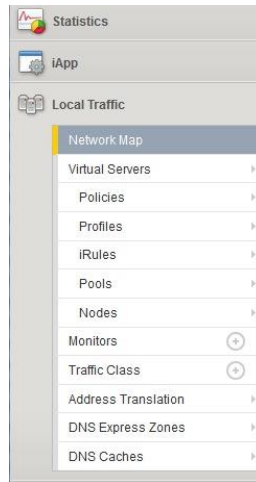 Statistics
iApp
Local Traffic
Network Map
Virtual Servers
Policies
Profiles
iRules
Pools
Nodes
Monitors
Traffic Class
Address Translation
DNS Express Zones
DNS Caches